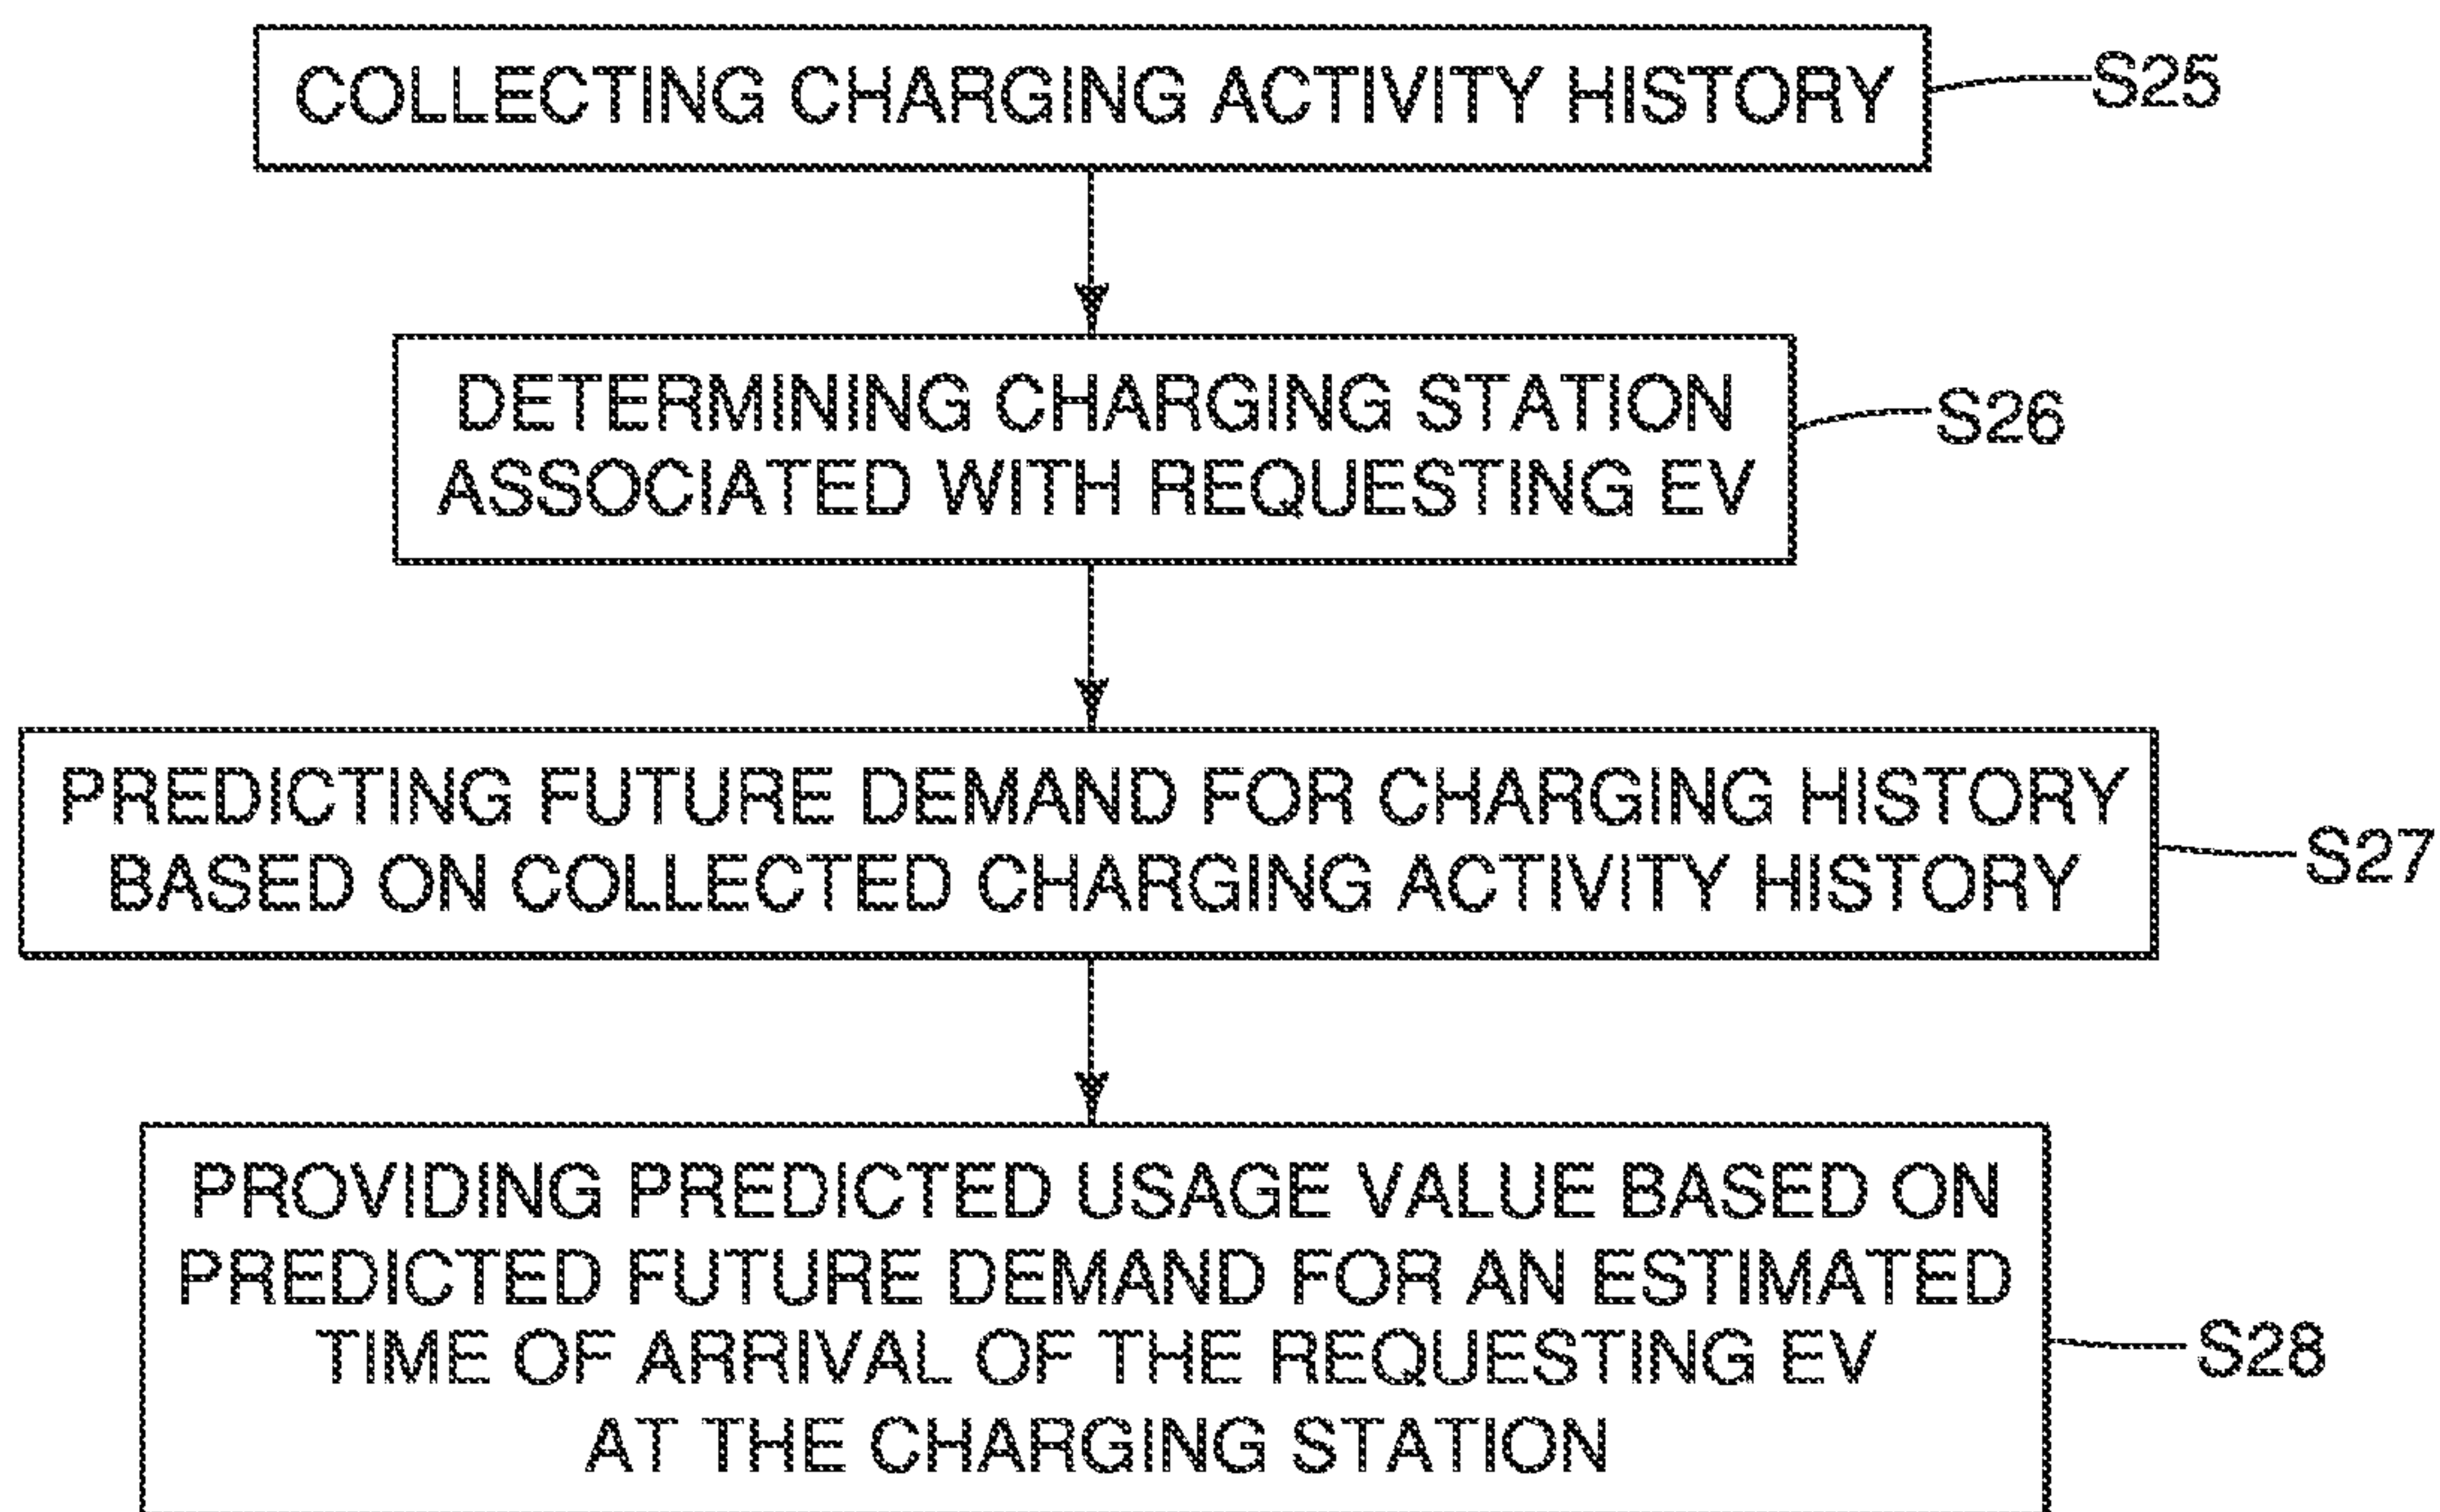 COLLECTING CHARGING ACTIVITY HISTORY
S25
DETERMINING CHARGING STATION
ASSOCIATED WITH REQUESTING EV
S26
PREDICTING FUTURE DEMAND FOR CHARGING HISTORY
BASED ON COLLECTED CHARGING ACTIVITY HISTORY
S27
PROVIDING PREDICTED USAGE VALUE BASED ON
PREDICTED FUTURE DEMAND FOR AN ESTIMATED
TIME OF ARRIVAL OF THE REQUESTING EV
AT THE CHARGING STATION
S28